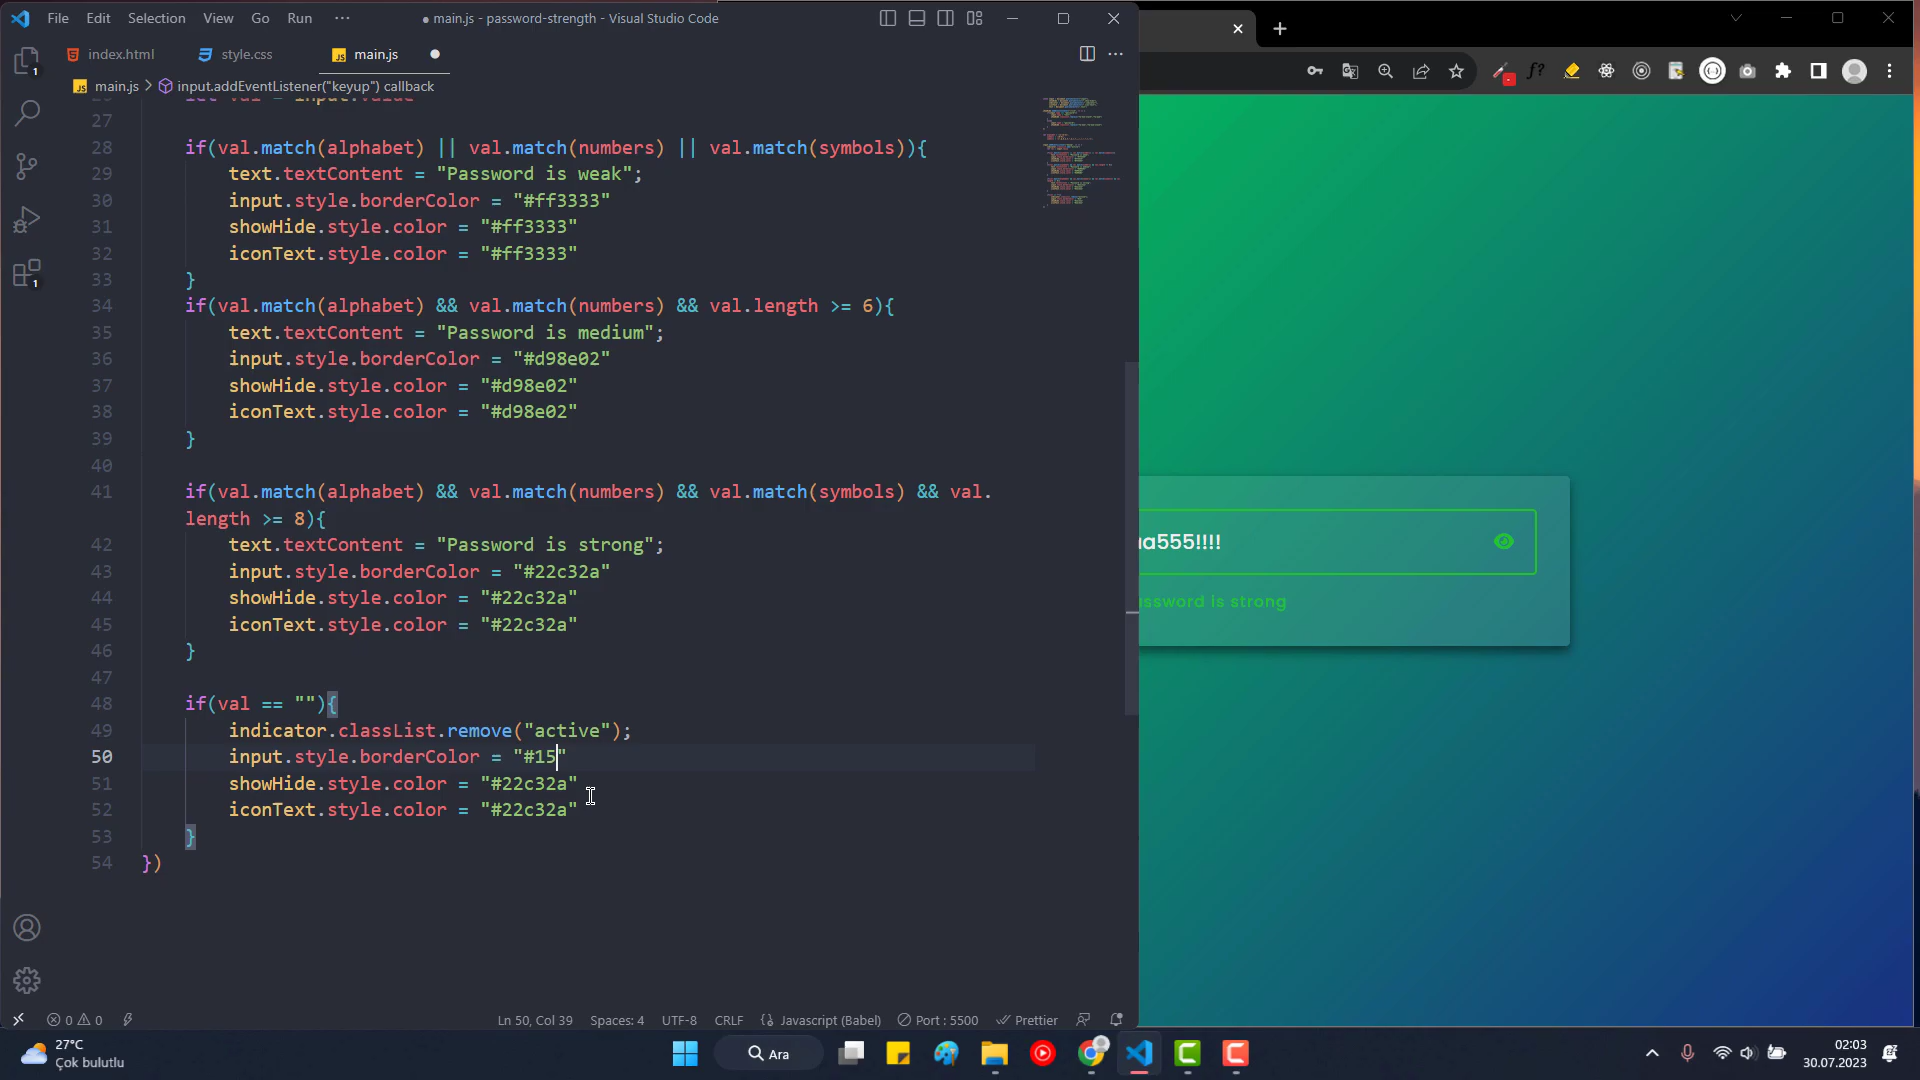 File Edit Selection View Go Run ··· ● main.js - password-strength - Visual Studio Code
index.html style.css JS main.js ●
JS main.js > input.addEventListener("keyup") callback
27
28 if(val.match(alphabet) || val.match(numbers) || val.match(symbols)){
29 text.textContent = "Password is weak";
30 input.style.borderColor = "#ff3333"
31 showHide.style.color = "#ff3333"
32 iconText.style.color = "#ff3333"
33 }
34 if(val.match(alphabet) && val.match(numbers) && val.length >= 6){
35 text.textContent = "Password is medium";
36 input.style.borderColor = "#d98e02"
37 showHide.style.color = "#d98e02"
38 iconText.style.color = "#d98e02"
39 }
40
41 if(val.match(alphabet) && val.match(numbers) && val.match(symbols) && val.
length >= 8){
42 text.textContent = "Password is strong";
43 input.style.borderColor = "#22c32a"
44 showHide.style.color = "#22c32a"
45 iconText.style.color = "#22c32a"
46 }
47
48 if(val == ""){
49 indicator.classList.remove("active");
50 input.style.borderColor = "#15"
51 showHide.style.color = "#22c32a"
52 iconText.style.color = "#22c32a"
53 }
54 })
a555!!!!
ssword is strong
0 0 Ln 50, Col 39 Spaces: 4 UTF-8 CRLF {} Javascript (Babel) Port : 5500 Prettier
27°C
Çok bulutlu
Ara
02:03
30.07.2023